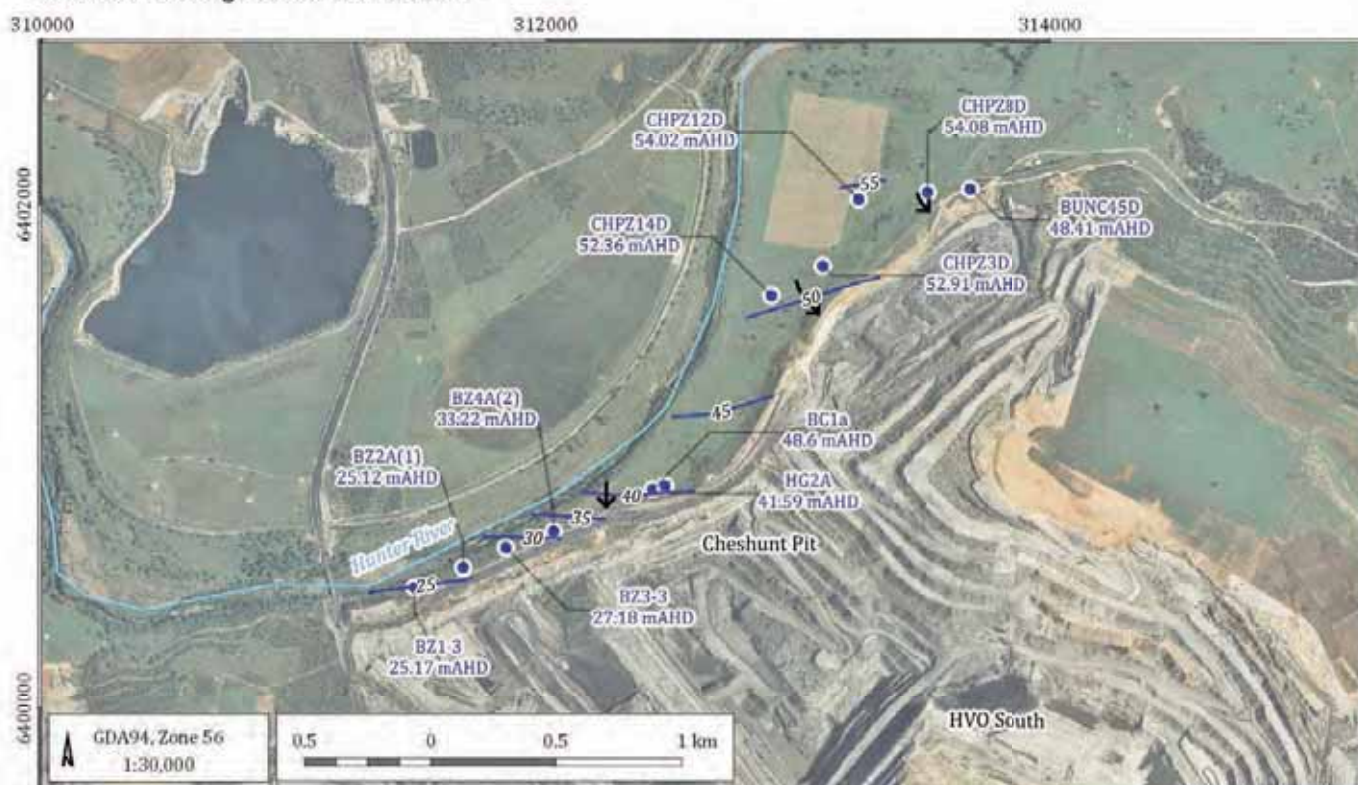 310000
312000
314000
6402000
6400000
CHPZ12D
54.02 mAHD
CHPZ8D
54.08 mAHD
55
BUNC45D
48.41 mAHD
CHPZ14D
52.36 mAHD
CHPZ3D
52.91 mAHD
50
45
BZ4A(2)
33.22 mAHD
BC1a
48.6 mAHD
BZ2A(1)
25.12 mAHD
40
HG2A
41.59 mAHD
35
30
Hunter River
Cheshunt Pit
25
BZ3-3
27.18 mAHD
BZ1-3
25.17 mAHD
HVO South
GDA94, Zone 56
1:30,000
0.5 0 0.5 1 km